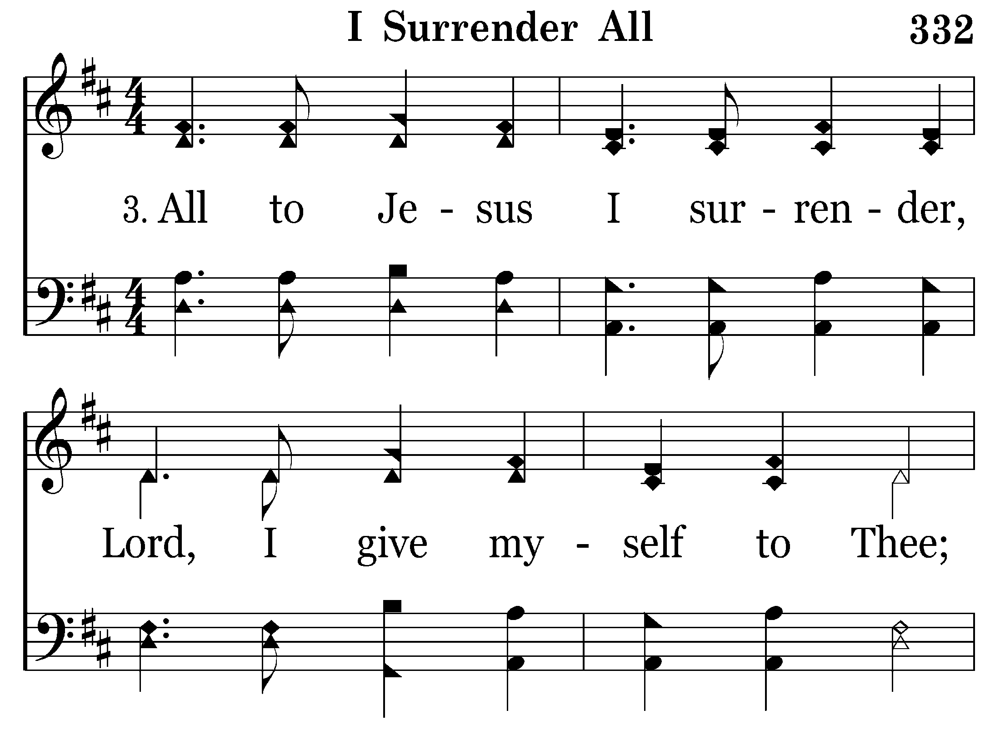 I Surrender All 332
3. All to Je - sus I sur - ren - der,
Lord, I give my - self to Thee;